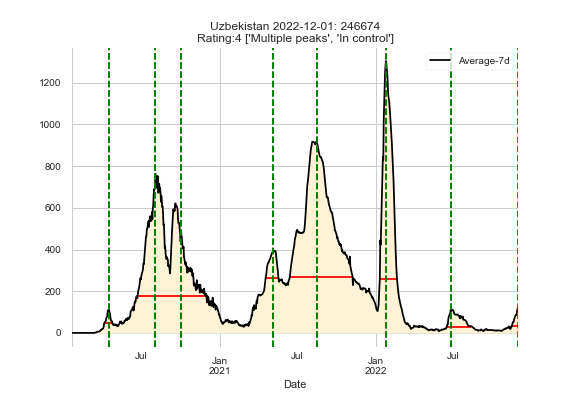 Uzbekistan 2022-12-01: 246674
Rating:4 ['Multiple peaks', 'In control']
Average-7d
1200
1000
800
600
400
200
0
Jul Jan Jul Jan Jul
2021 2022
Date